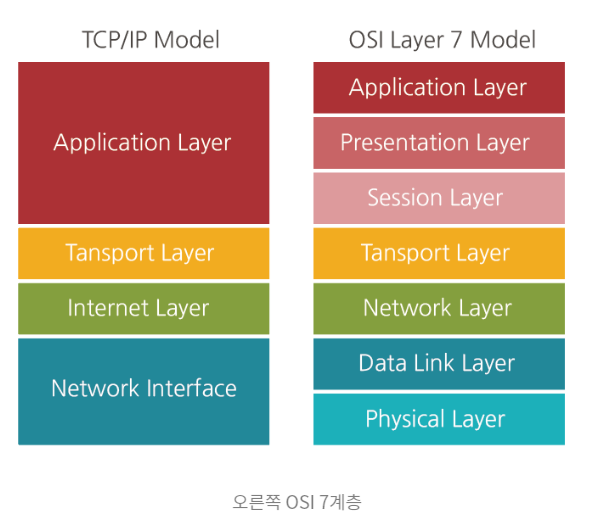 TCP/IP Model
Application Layer
Tansport Layer
Internet Layer
Network Interface
OSI Layer 7 Model
Application Layer
Presentation Layer
Session Layer
Tansport Layer
Network Layer
Data Link Layer
Physical Layer
오른쪽 OSI 7계층